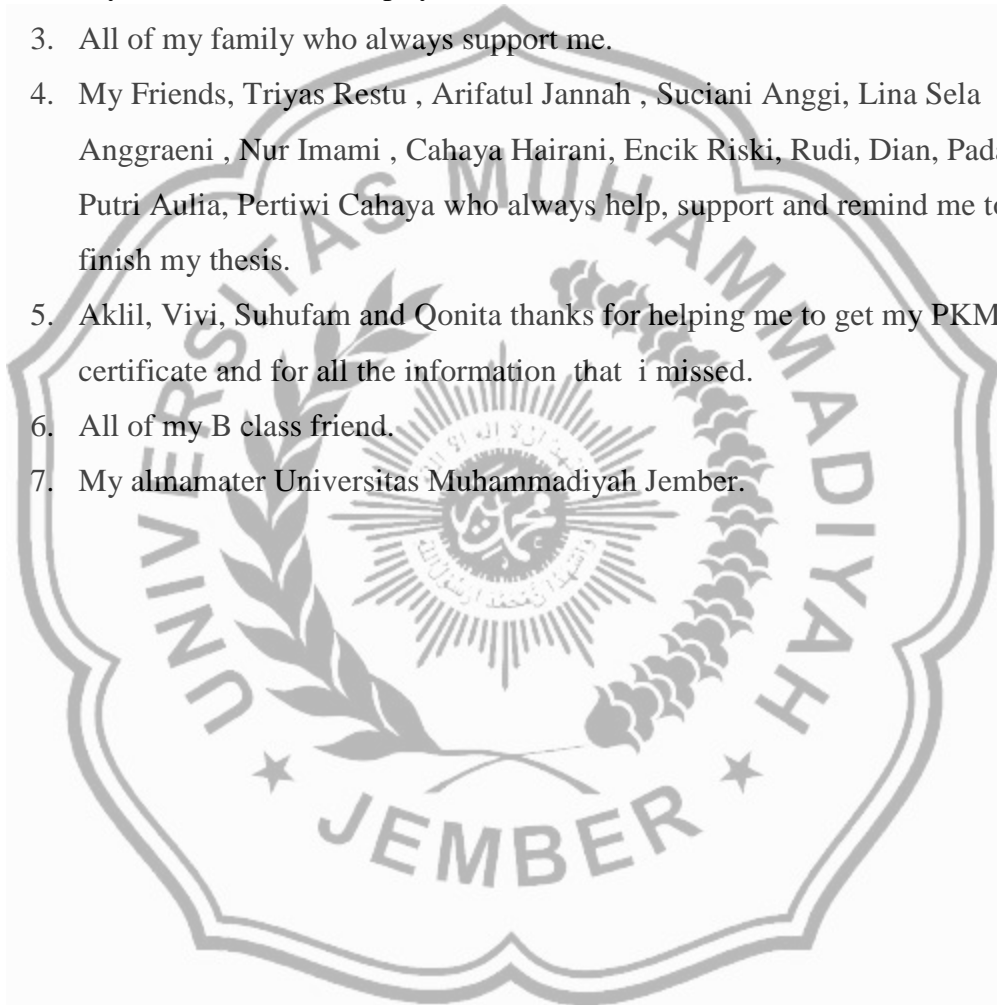 3. All of my family who always support me.
4. My Friends, Triyas Restu , Arifatul Jannah , Suciani Anggi, Lina Sela
Anggraeni , Nur Imami , Cahaya Hairani, Encik Riski, Rudi, Dian,
Putri Aulia, Pertiwi Cahaya who always help, support and remind me to
finish my thesis.
5. Aklil, Vivi, Suhufam and Qonita thanks for helping me to get my PKM
certificate and for all the information that i missed.
6. All of my B class friend.
7. My almamater Universitas Muhammadiyah Jember.
UNIVERSITAS MUHAMMADIYAH
JEMBER